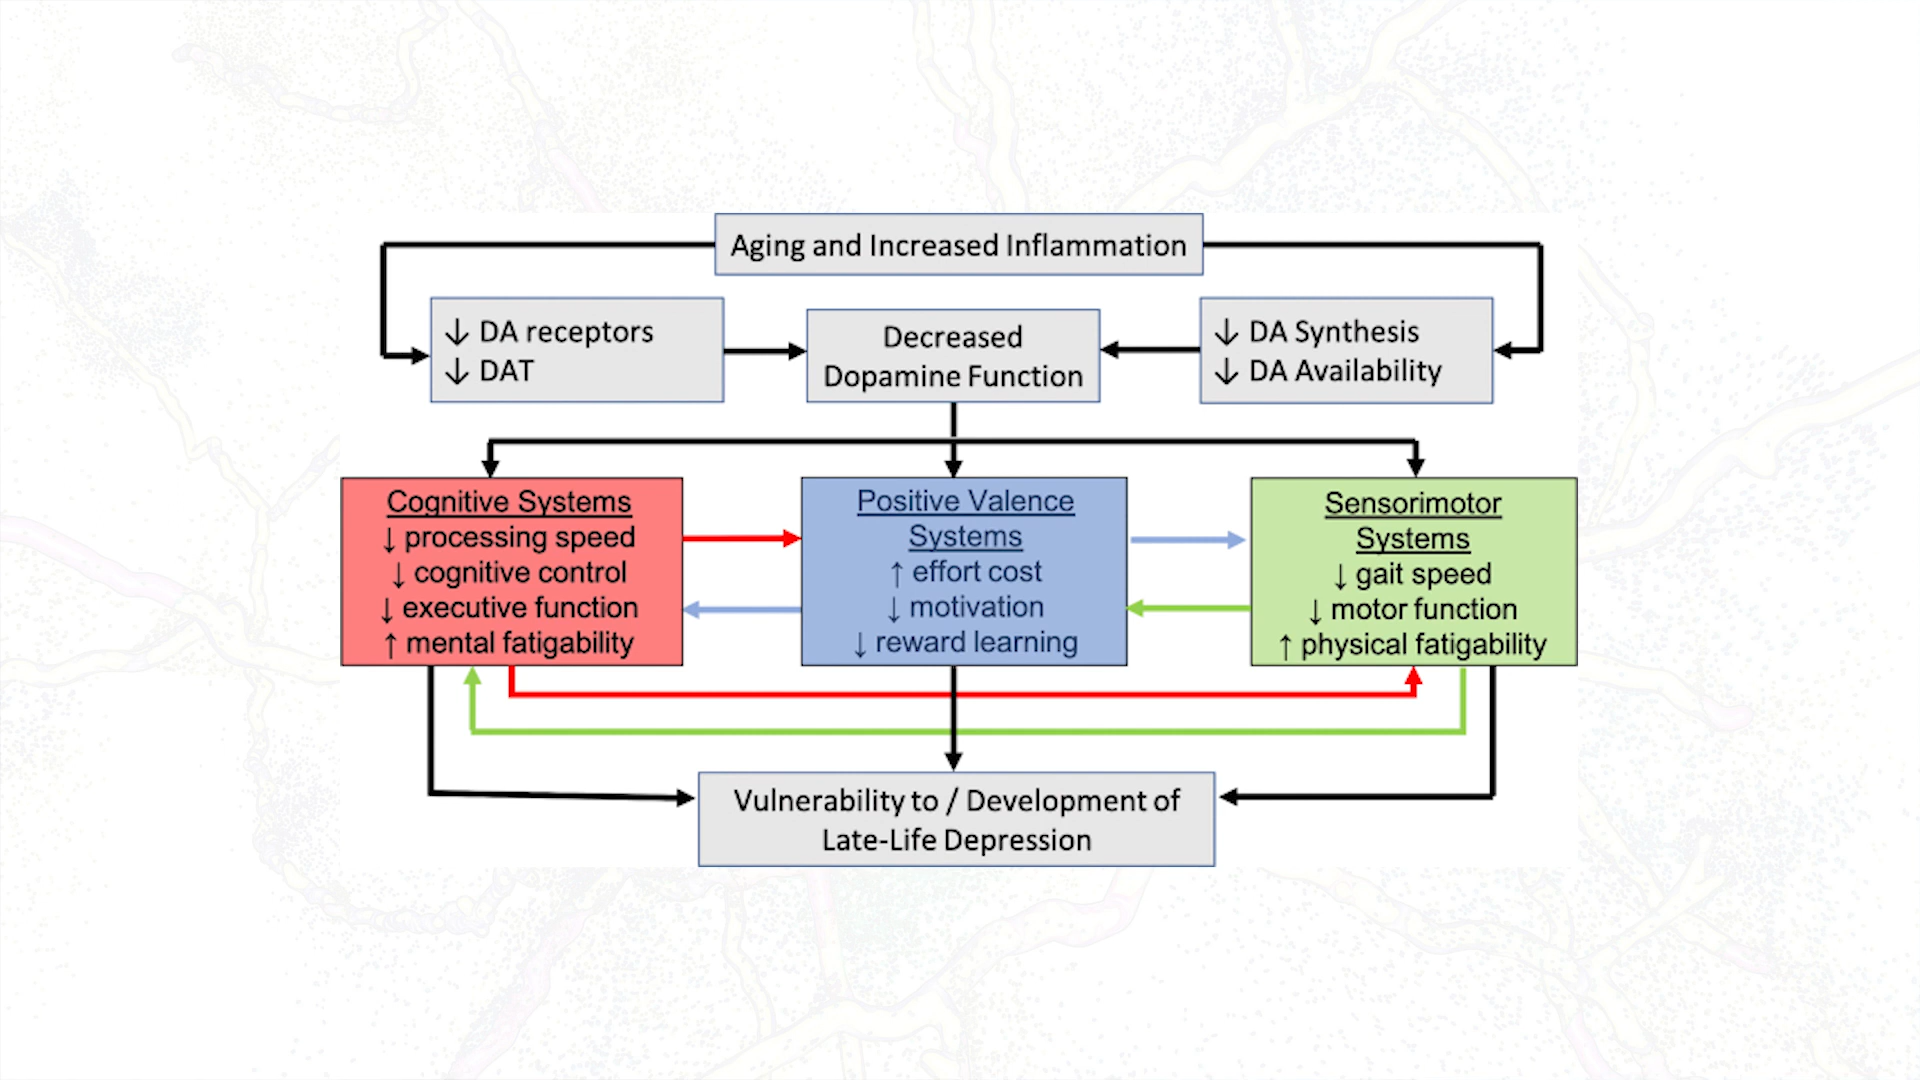 Aging and Increased Inflammation
↓ DA receptors
↓ DAT
Decreased
Dopamine Function
↓ DA Synthesis
↓ DA Availability
Cognitive Systems
↓ processing speed
↓ cognitive control
↓ executive function
↑ mental fatigability
Positive Valence
Systems
↑ effort cost
↓ motivation
↓ reward learning
Sensorimotor
Systems
↓ gait speed
↓ motor function
↑ physical fatigability
Vulnerability to / Development of
Late-Life Depression